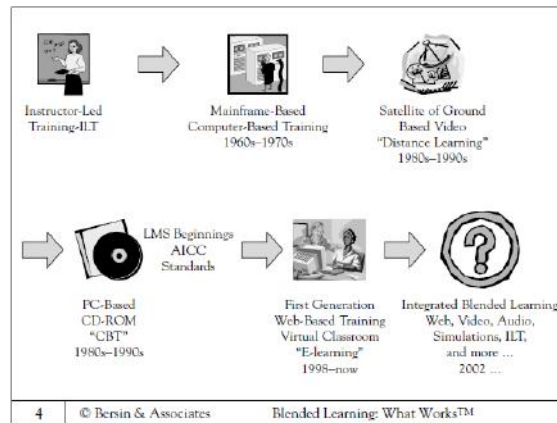 Instructor-Led
Training-ILT
Mainframe-Based
Computer-Based Training
1960s–1970s
Satellite of Ground
Based Video
“Distance Learning”
1980s–1990s
LMS Beginnings
AICC
Standards
PC-Based
CD-ROM
“CBT”
1980s–1990s
First Generation
Web-Based Training
Virtual Classroom
“E-learning”
1998–now
Integrated Blended Learning
Web, Video, Audio,
Simulations, ILT,
and more ...
2002 ...
4 © Bersin & Associates Blended Learning: What Works™